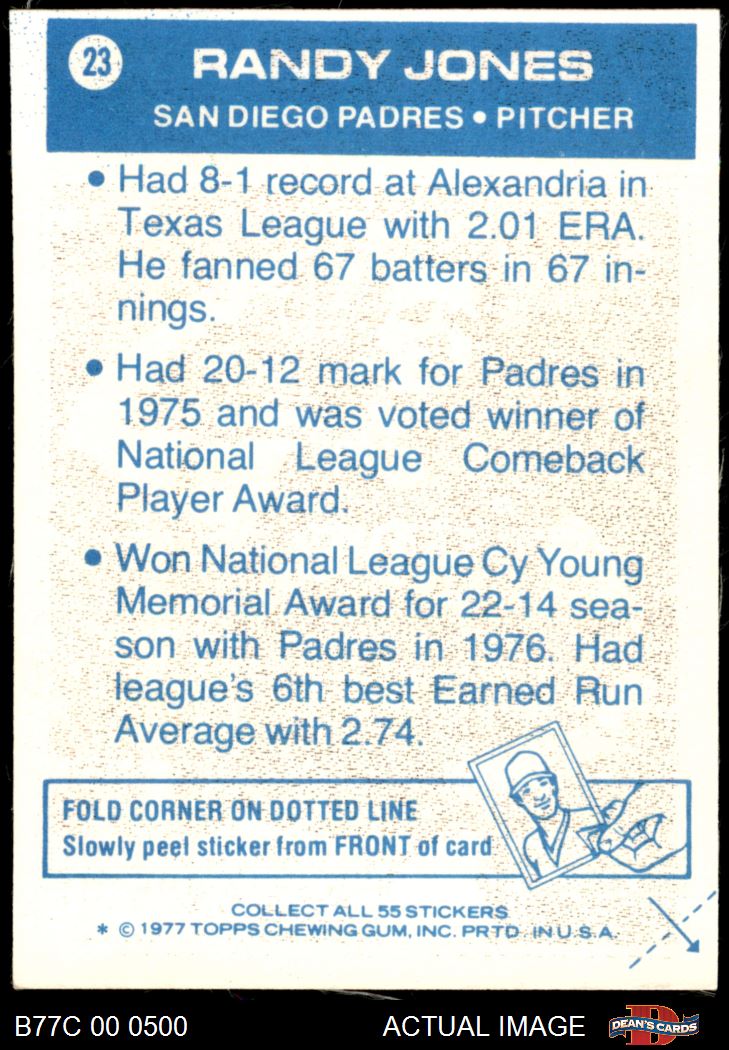 23
RANDY JONES
SAN DIEGO PADRES • PITCHER
• Had 8-1 record at Alexandria in
Texas League with 2.01 ERA.
He fanned 67 batters in 67 in-
nings.
• Had 20-12 mark for Padres in
1975 and was voted winner of
National League Comeback
Player Award.
• Won National League Cy Young
Memorial Award for 22-14 sea-
son with Padres in 1976. Had
league's 6th best Earned Run
Average with 2.74.
FOLD CORNER ON DOTTED LINE
Slowly peel sticker from FRONT of card
COLLECT ALL 55 STICKERS
* © 1977 TOPPS CHEWING GUM, INC. PRTD. IN U.S.A.
B77C 00 0500
ACTUAL IMAGE
DEAN'S CARDS